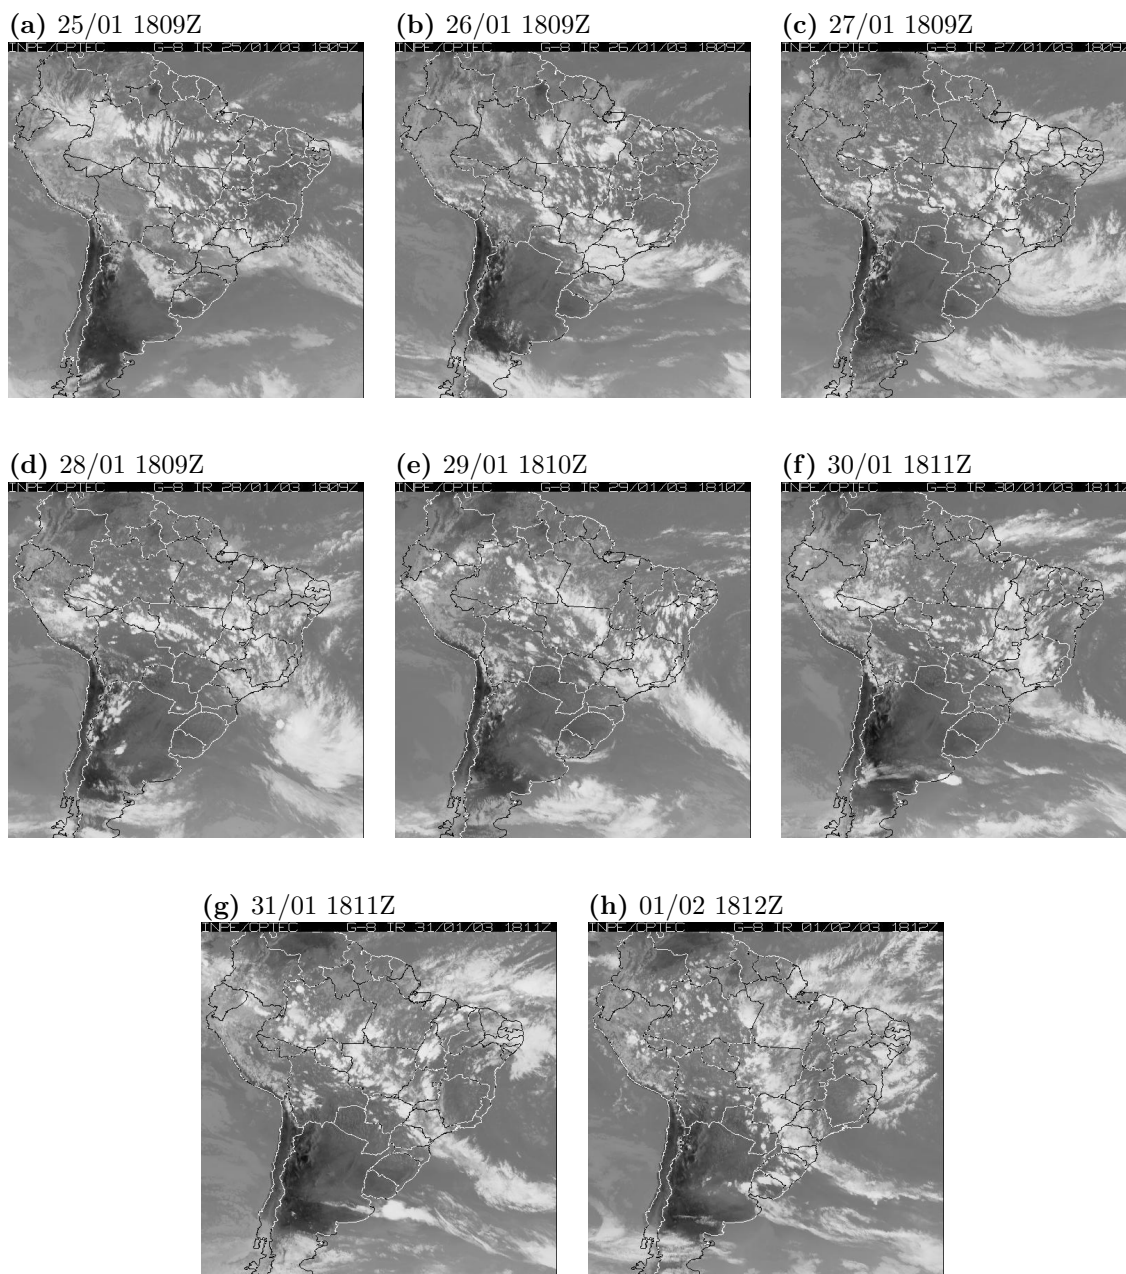 (a) 25/01 1809Z
INPE/CPTEC G-8 IR 25/01/03 1809Z
(b) 26/01 1809Z
INPE/CPTEC G-8 IR 26/01/03 1809Z
(c) 27/01 1809Z
INPE/CPTEC G-8 IR 27/01/03 1809Z
(d) 28/01 1809Z
INPE/CPTEC G-8 IR 28/01/03 1809Z
(e) 29/01 1810Z
INPE/CPTEC G-8 IR 29/01/03 1810Z
(f) 30/01 1811Z
INPE/CPTEC G-8 IR 30/01/03 1811Z
(g) 31/01 1811Z
INPE/CPTEC G-8 IR 31/01/03 1811Z
(h) 01/02 1812Z
INPE/CPTEC G-8 IR 01/02/03 1812Z